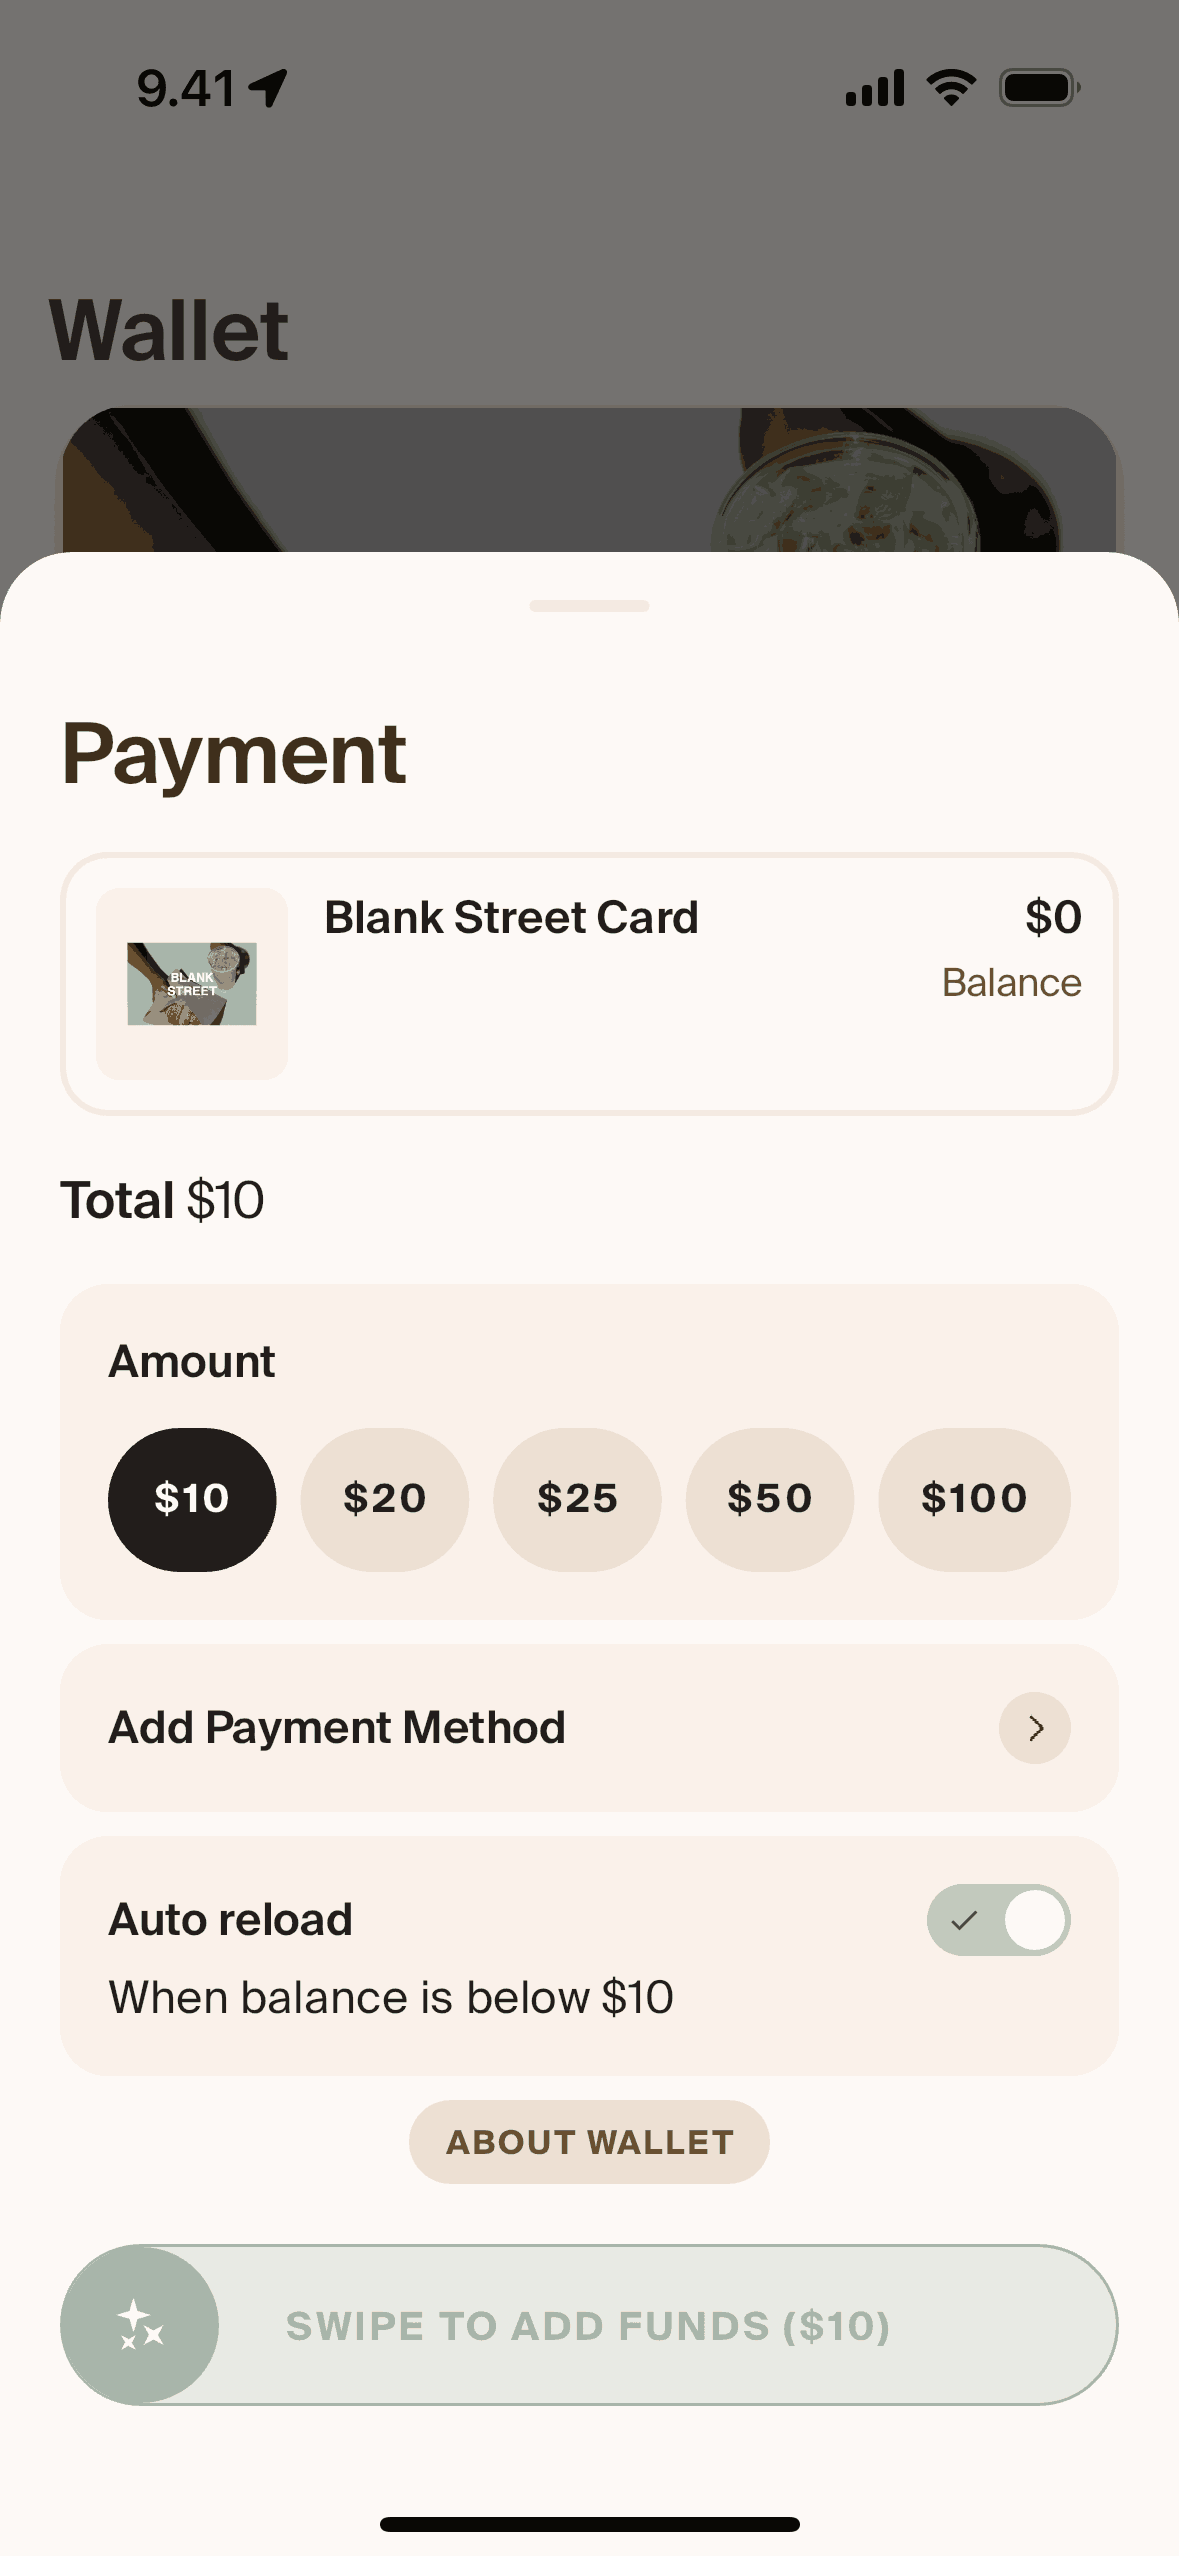 9.41
Wallet
Payment
BLANK
STREET
Blank Street Card
$0
Balance
Total $10
Amount
$10 $20 $25 $50 $100
Add Payment Method
Auto reload
When balance is below $10
ABOUT WALLET
SWIPE TO ADD FUNDS ($10)